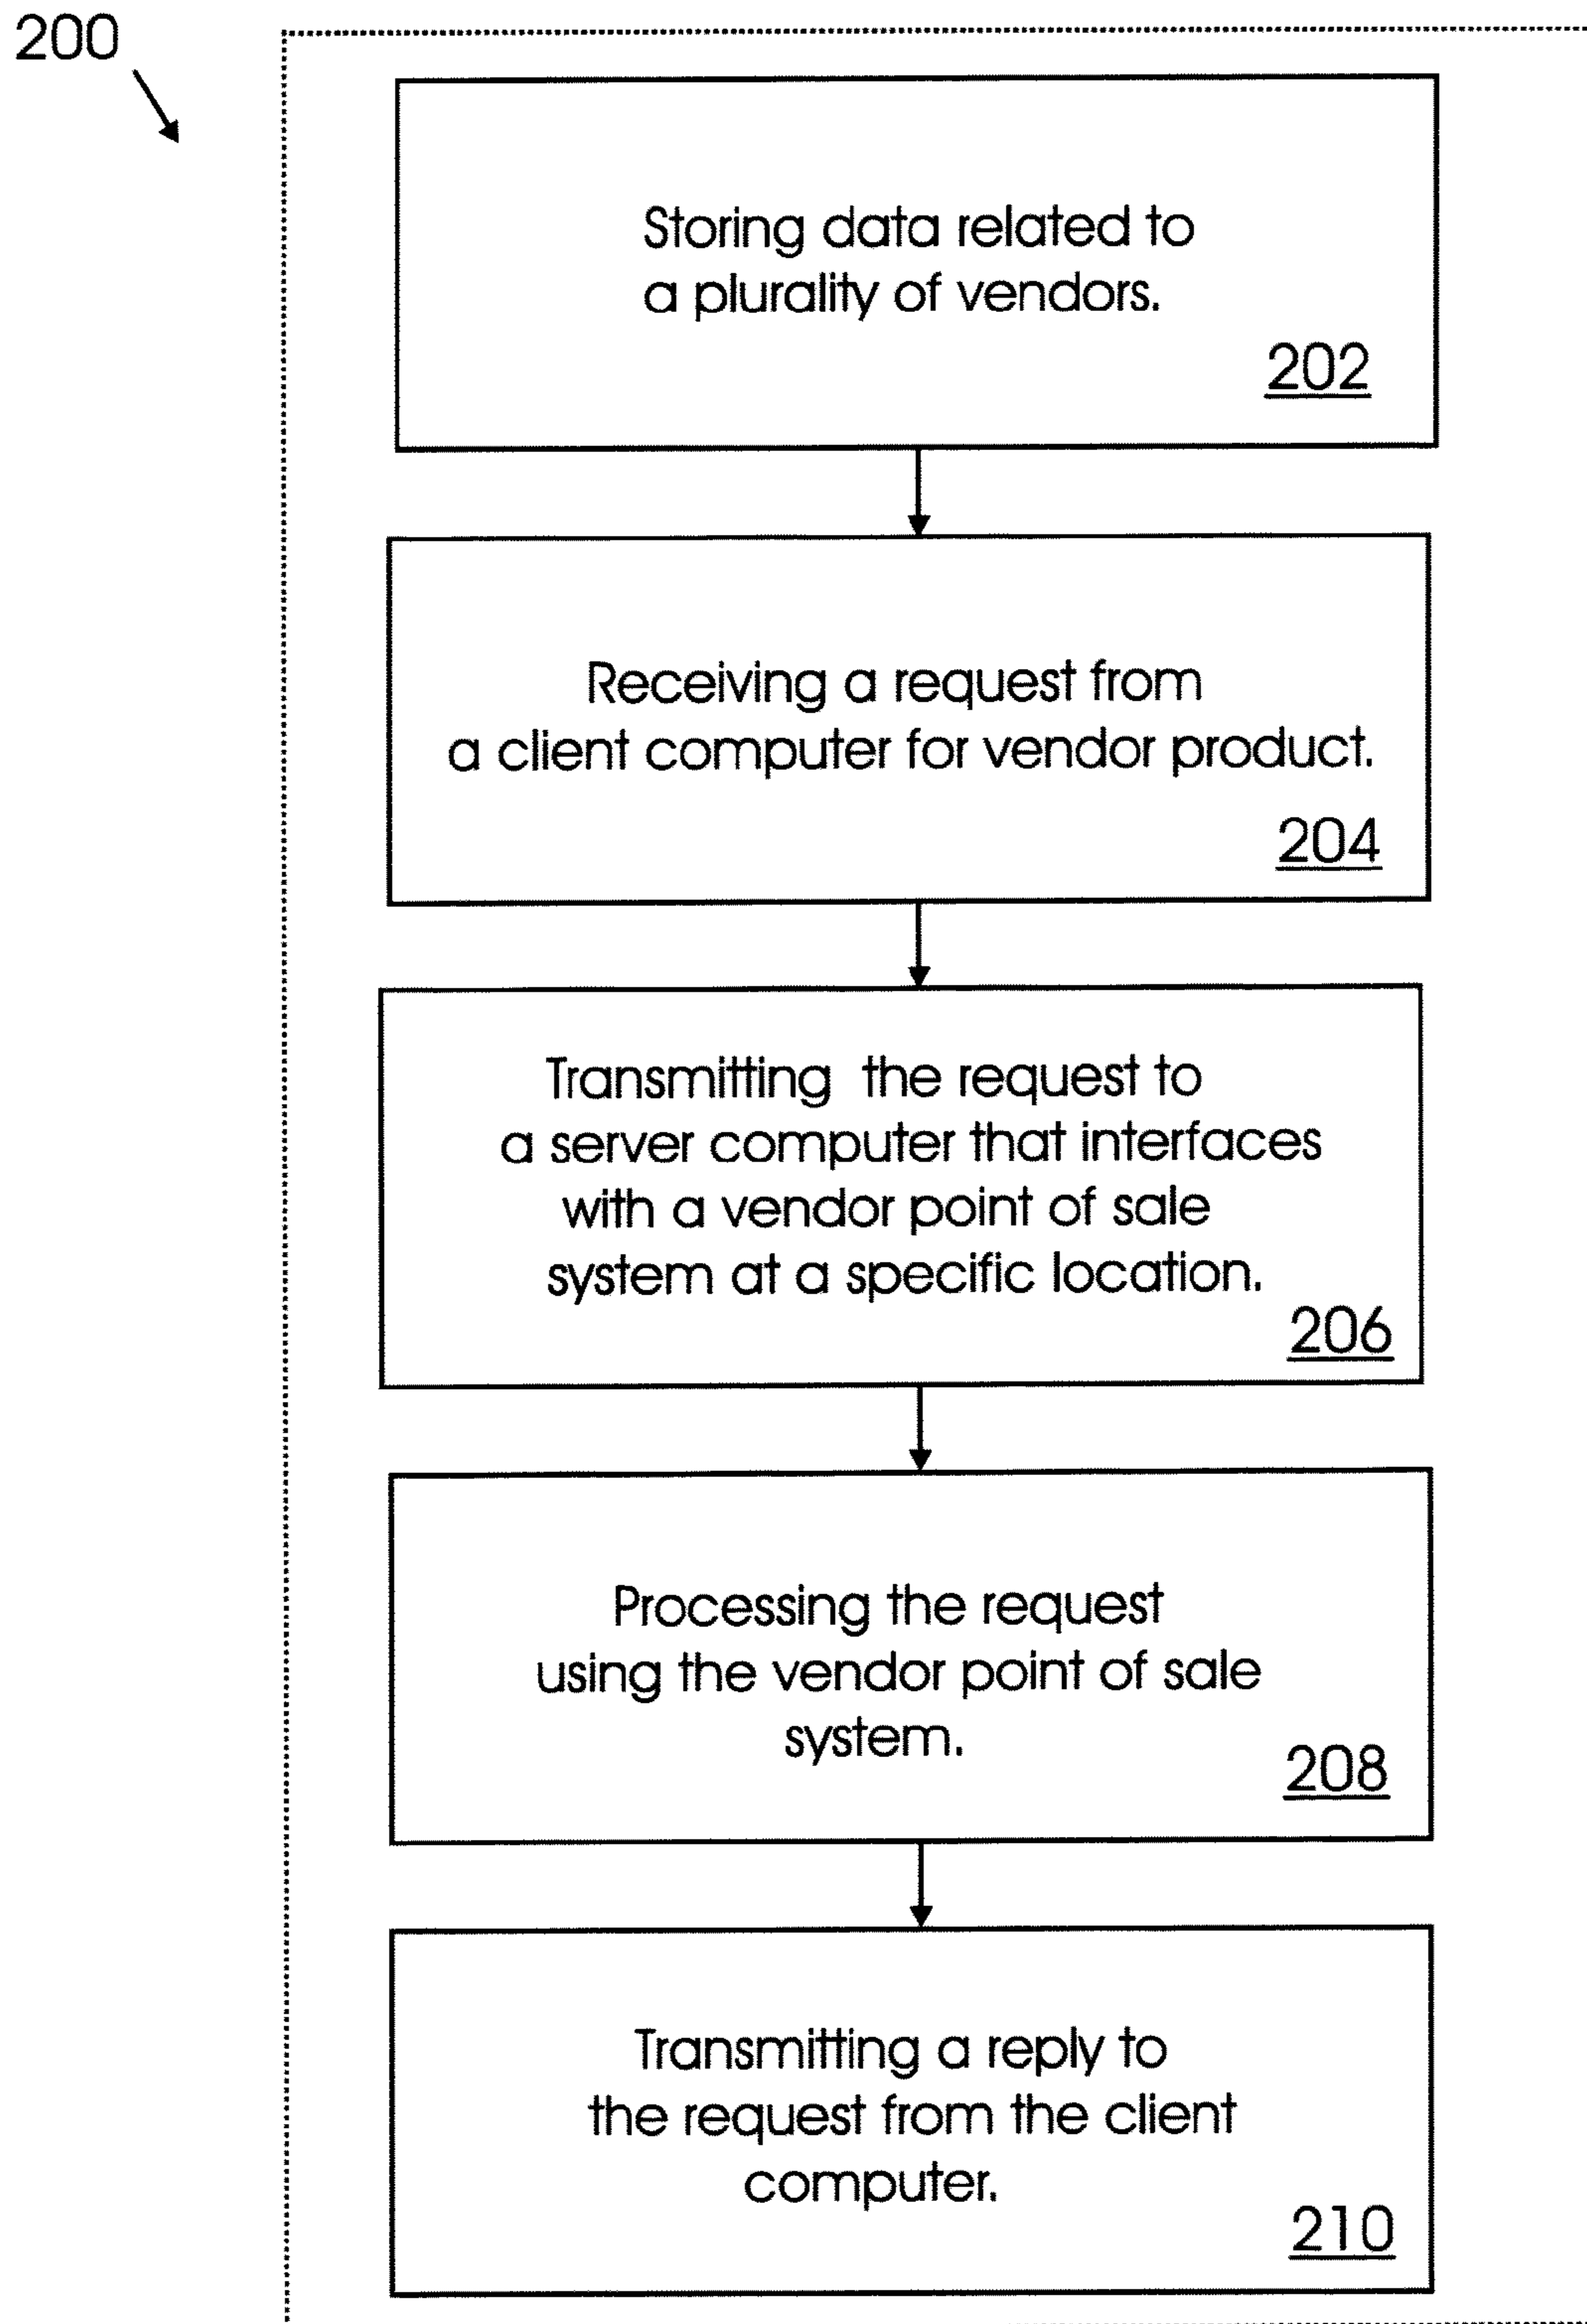 200
Storing data related to
a plurality of vendors.
202
Receiving a request from
a client computer for vendor product.
204
Transmitting the request to
a server computer that interfaces
with a vendor point of sale
system at a specific location.
206
Processing the request
using the vendor point of sale
system.
208
Transmitting a reply to
the request from the client
computer.
210